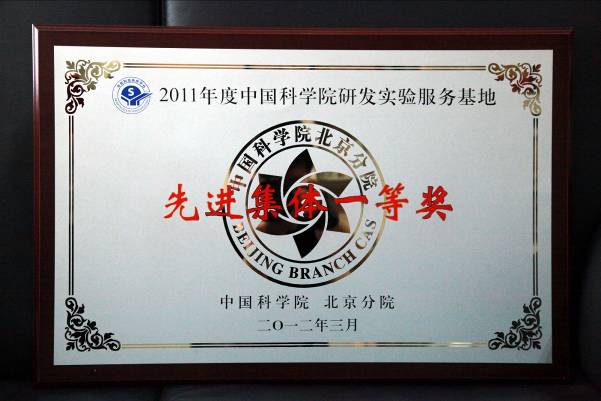 2011年度中国科学院研发实验服务基地
中国科学院北京分院
先进集体一等奖
BEIJING BRANCH CAS
中国科学院 北京分院
二〇一二年三月